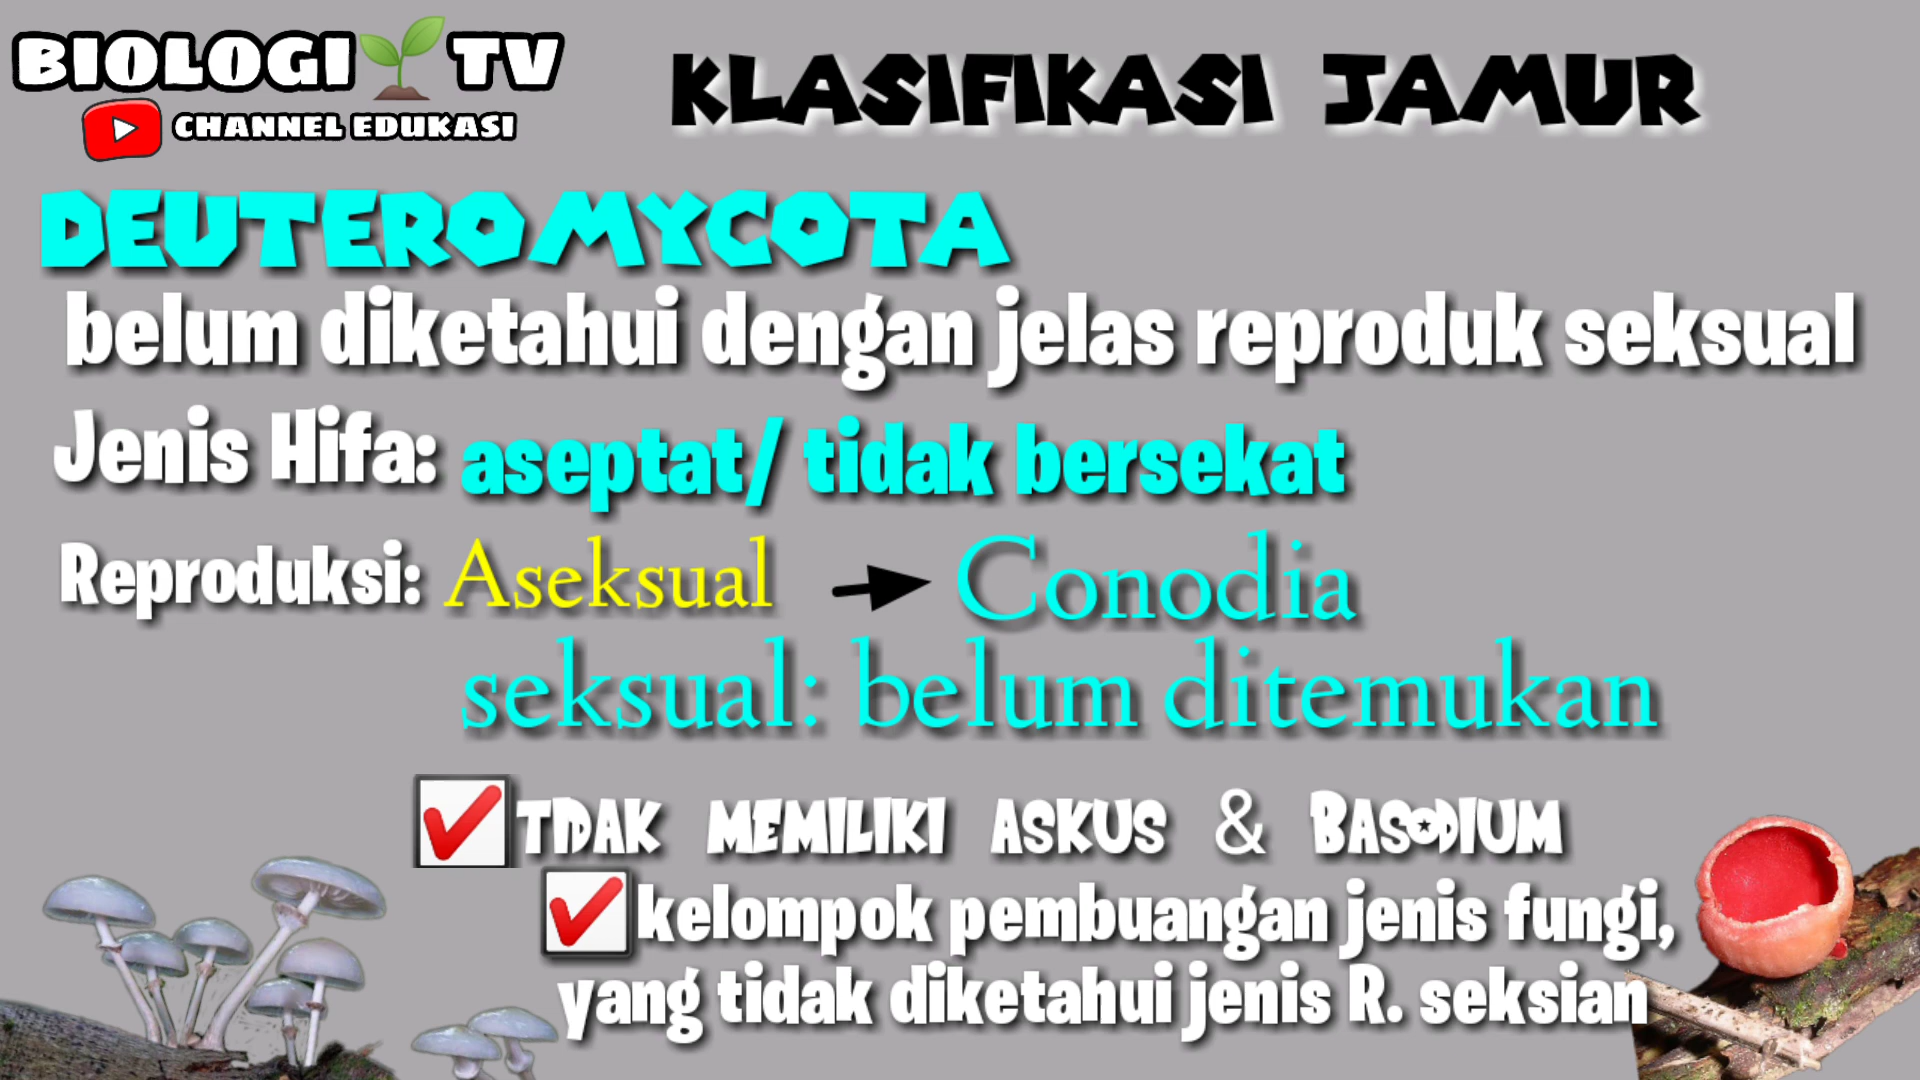 BIOLOGI TV
CHANNEL EDUKASI
KLASIFIKASI JAMUR
DEUTEROMYCOTA
belum diketahui dengan jelas reproduk seksual
Jenis Hifa: aseptat/ tidak bersekat
Reproduksi: Aseksual → Conodia
seksual: belum ditemukan
TIDAK MEMILIKI ASKUS & BASODIUM
kelompok pembuangan jenis fungi,
yang tidak diketahui jenis R. seksian